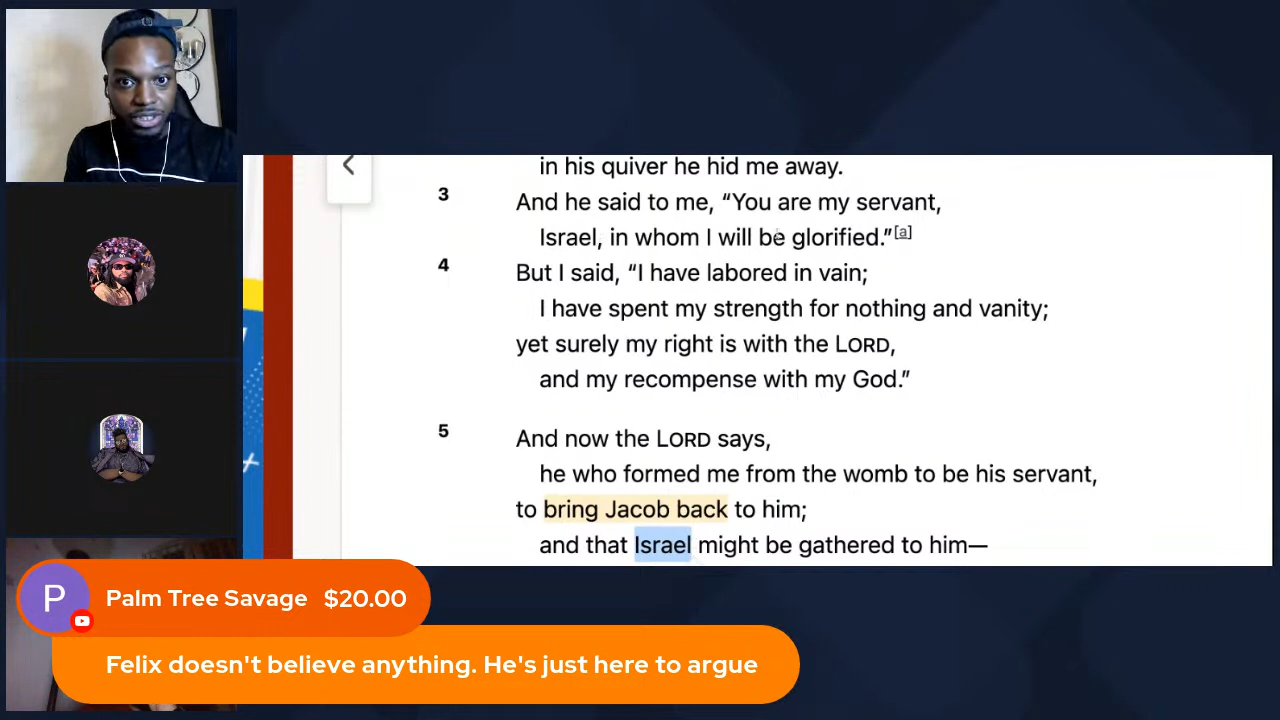 in his quiver he hid me away.
3 And he said to me, “You are my servant,
Israel, in whom I will be glorified.”[a]
4 But I said, “I have labored in vain;
I have spent my strength for nothing and vanity;
yet surely my right is with the LORD,
and my recompense with my God.”
5 And now the LORD says,
he who formed me from the womb to be his servant,
to bring Jacob back to him;
and that Israel might be gathered to him—
P
Palm Tree Savage $20.00
Felix doesn't believe anything. He's just here to argue